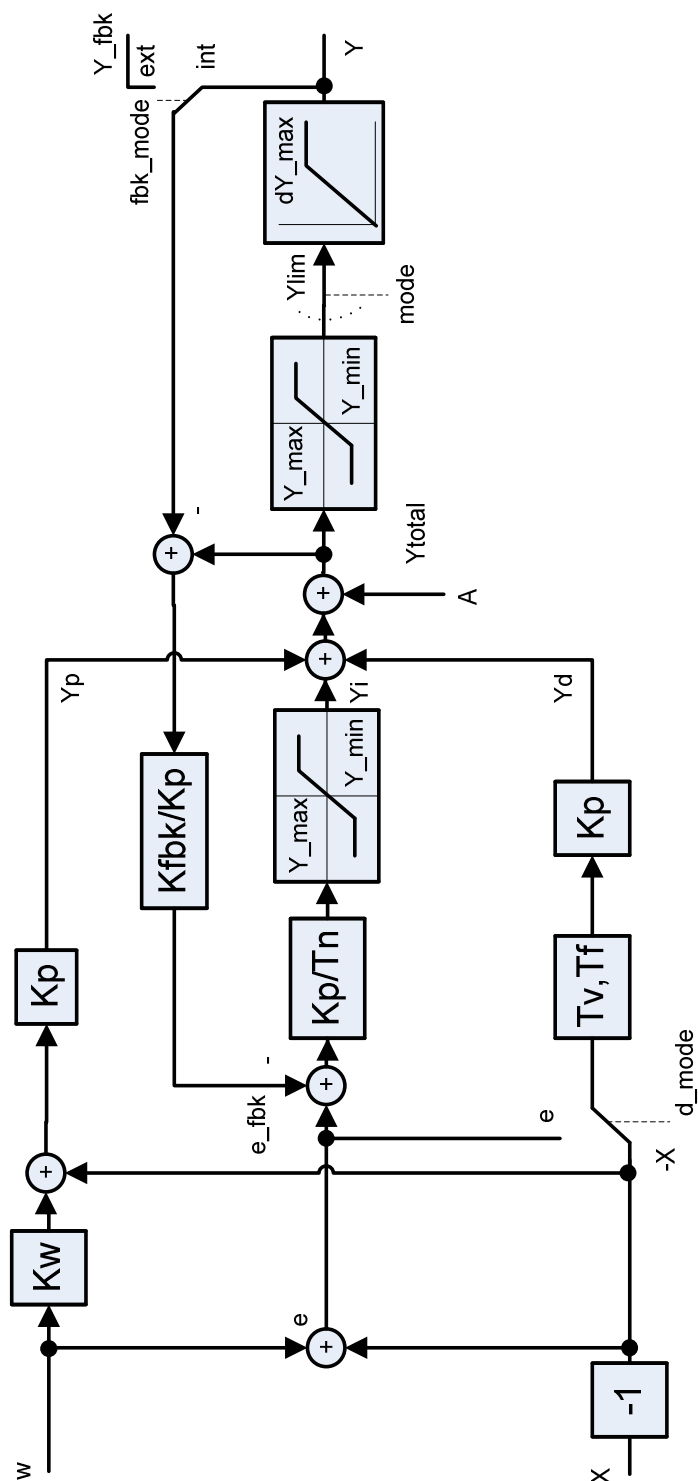 w
Kw
+
Kp
Yp
fbk_mode
Y_fbk
ext
int
-
+
Kfbk/Kp
e
+
e_fbk
-
+
Kp/Tn
Y_max
Y_min
Yi
+
+
A
Ytotal
Y_max
Y_min
Ylim
mode
dY_max
Y
e
X
-1
-X
d_mode
Tv,Tf
Kp
Yd